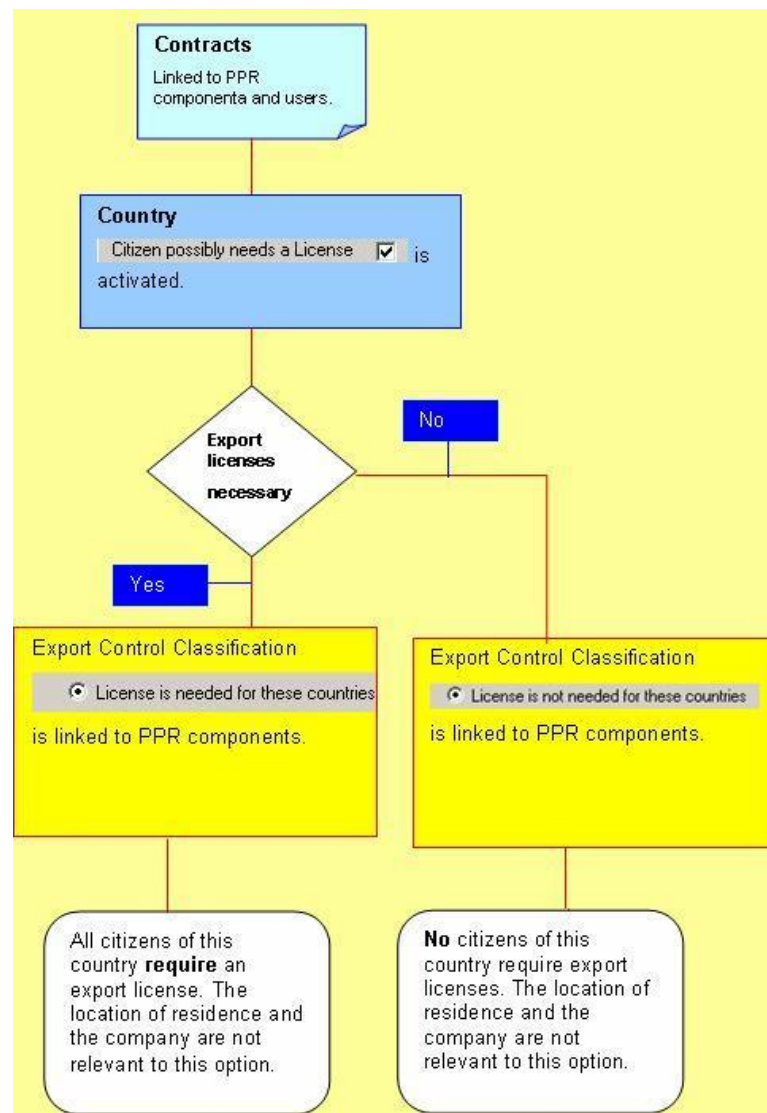 Contracts
Linked to PPR
componenta and users.
Country
Citizen possibly needs a License is
activated.
Export
licenses
necessary
No
Yes
Export Control Classification
License is needed for these countries
is linked to PPR components.
Export Control Classification
License is not needed for these countries
is linked to PPR components.
All citizens of this
country require an
export license. The
location of residence and
the company are not
relevant to this option.
No citizens of this
country require export
licenses. The location of
residence and the
company are not
relevant to this option.